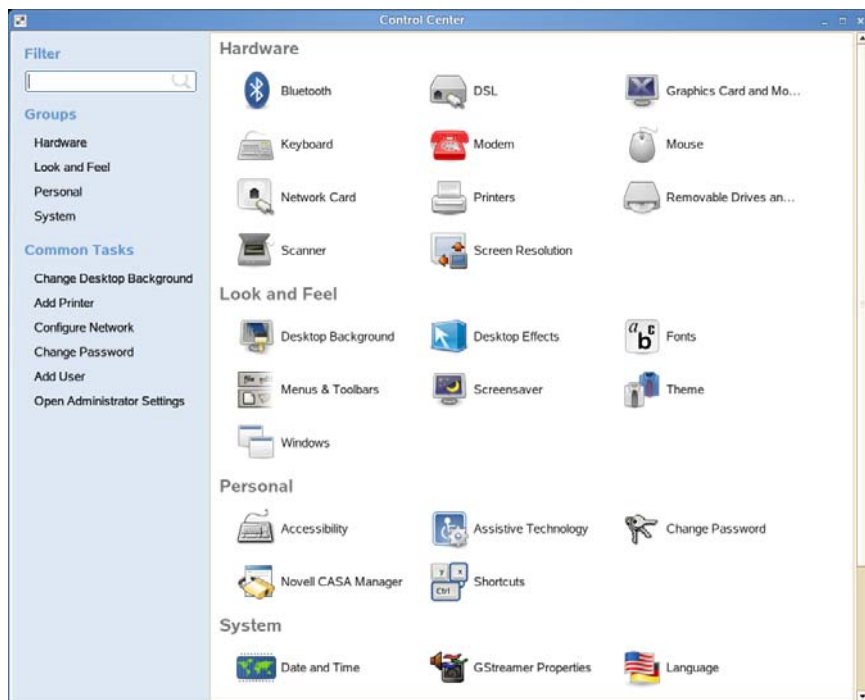 Control Center
Filter
Groups
Hardware
Look and Feel
Personal
System
Common Tasks
Change Desktop Background
Add Printer
Configure Network
Change Password
Add User
Open Administrator Settings
Hardware
Bluetooth DSL Graphics Card and Mo...
Keyboard Modem Mouse
Network Card Printers Removable Drives an...
Scanner Screen Resolution
Look and Feel
Desktop Background Desktop Effects a b c Fonts
File edit Menus & Toolbars Screensaver Theme
Windows
Personal
Accessibility Assistive Technology Change Password
Novell CASA Manager y x Ctrl Shortcuts
System
Date and Time GStreamer Properties Language